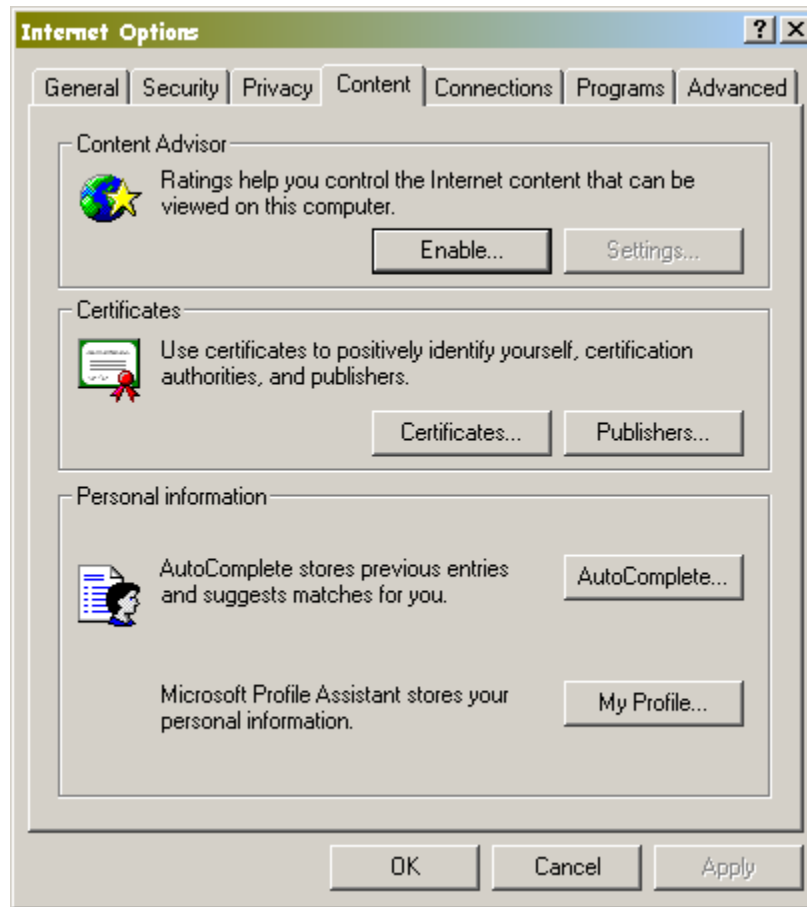 Internet Options
General Security Privacy Content Connections Programs Advanced
Content Advisor
Ratings help you control the Internet content that can be
viewed on this computer.
Enable... Settings...
Certificates
Use certificates to positively identify yourself, certification
authorities, and publishers.
Certificates... Publishers...
Personal information
AutoComplete stores previous entries
and suggests matches for you.
AutoComplete...
Microsoft Profile Assistant stores your
personal information.
My Profile...
OK Cancel Apply